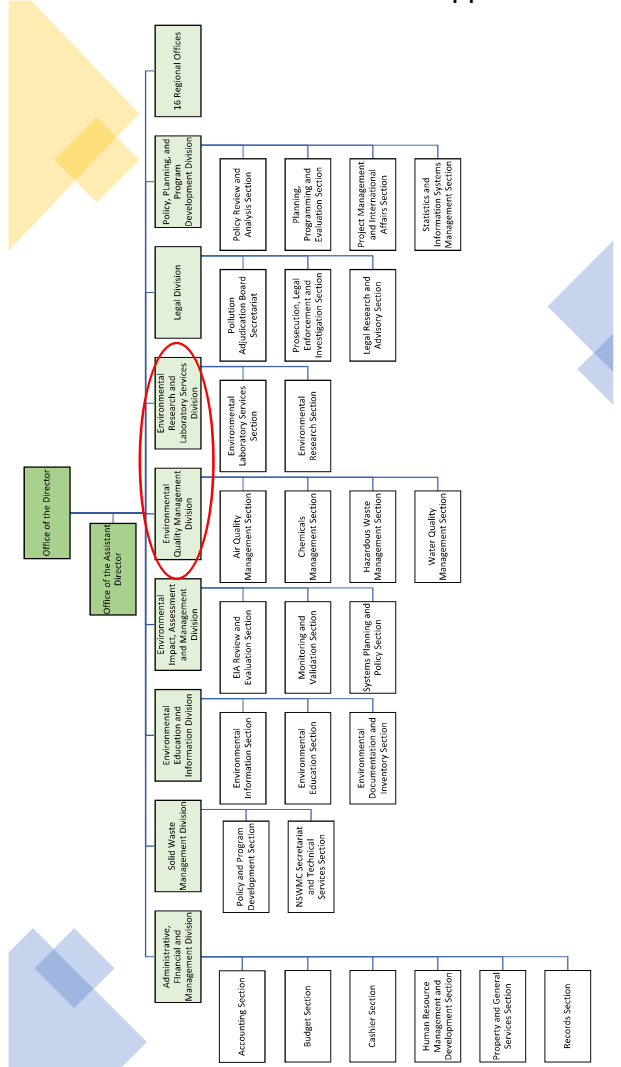 Office of the Director
Office of the Assistant
Director
Administrative,
Financial and
Management Division
Accounting Section
Budget Section
Cashier Section
Human Resource
Management and
Development Section
Property and General
Services Section
Records Section
Solid Waste
Management Division
Policy and Program
Development Section
NSWMC Secretariat
and Technical
Services Section
Environmental
Education and
Information Division
Environmental
Information Section
Environmental
Education Section
Environmental
Documentation and
Inventory Section
Environmental
Impact, Assessment
and Management
Division
EIA Review and
Evaluation Section
Monitoring and
Validation Section
Systems Planning and
Policy Section
Environmental
Quality Management
Division
Air Quality
Management Section
Chemicals
Management Section
Hazardous Waste
Management Section
Water Quality
Management Section
Environmental
Research and
Laboratory Services
Division
Environmental
Laboratory Services
Section
Environmental
Research Section
Legal Division
Pollution
Adjudication Board
Secretariat
Prosecution, Legal
Enforcement and
Investigation Section
Legal Research and
Advisory Section
Policy, PLanning, and
Program
Development Division
Policy Review and
Analysis Section
Planning,
Programming and
Evaluation Section
Project Management
and International
Affairs Section
Statistics and
Information Systems
Management Section
16 Regional Offices